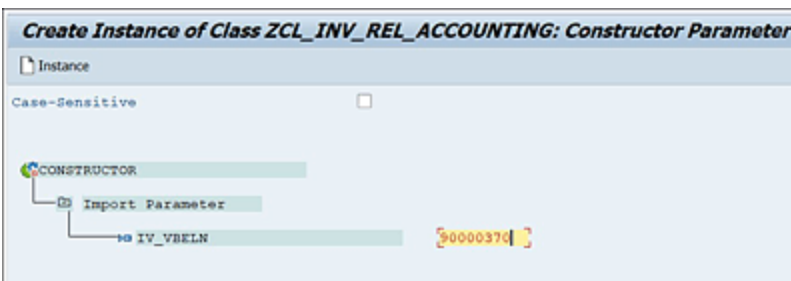 Create Instance of Class ZCL_INV_REL_ACCOUNTING: Constructor Parameter
Instance
Case-Sensitive
CONSTRUCTOR
Import Parameter
IV_VBELN 90000370